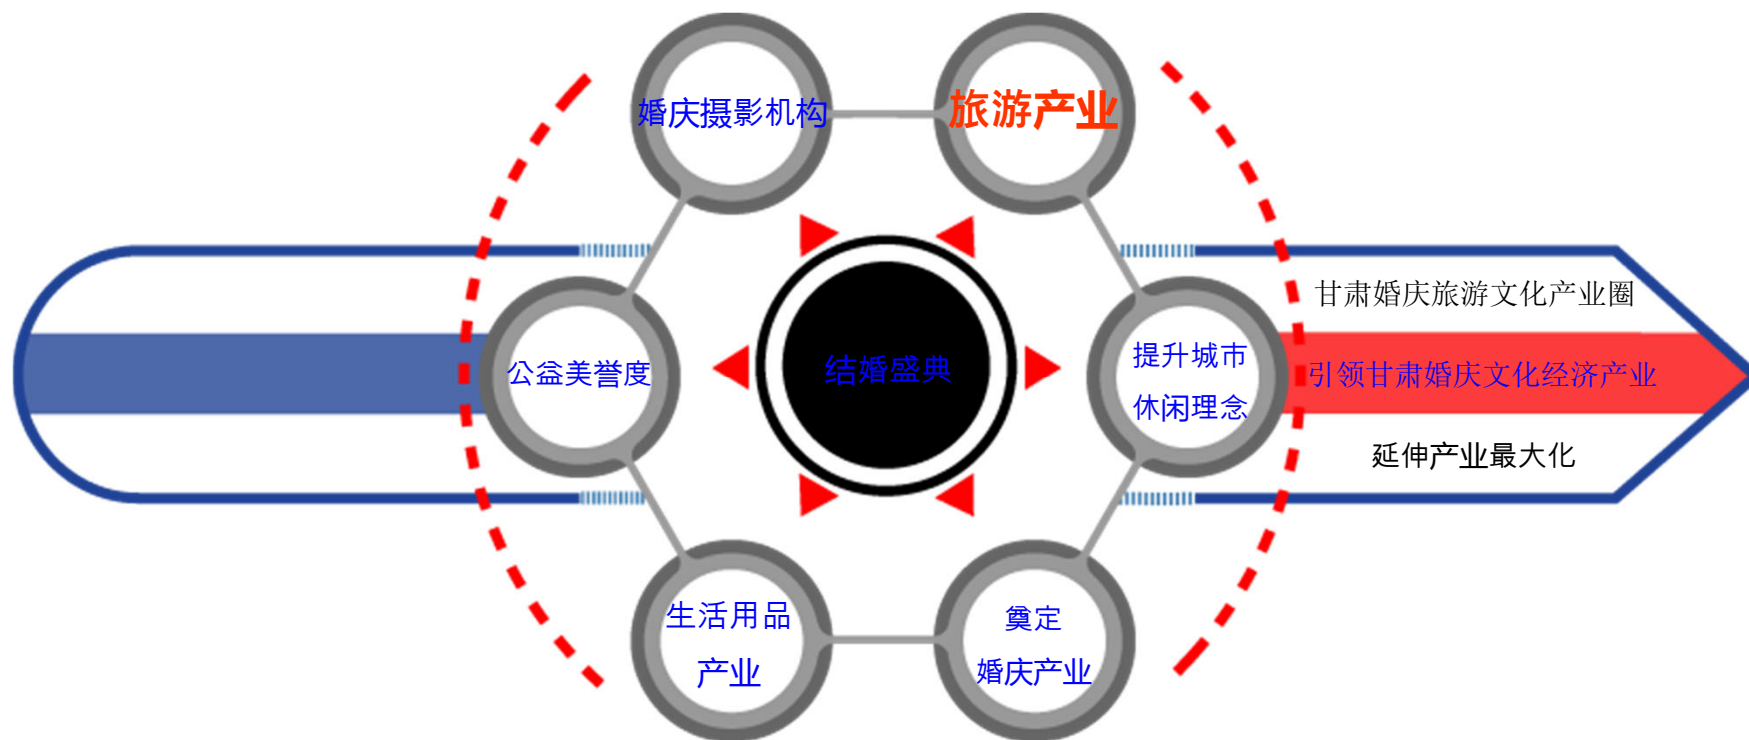 婚庆摄影机构
旅游产业
甘肃婚庆旅游文化产业圈
公益美誉度
结婚盛典
提升城市
休闲理念
引领甘肃婚庆文化经济产业
延伸产业最大化
生活用品
产业
奠定
婚庆产业